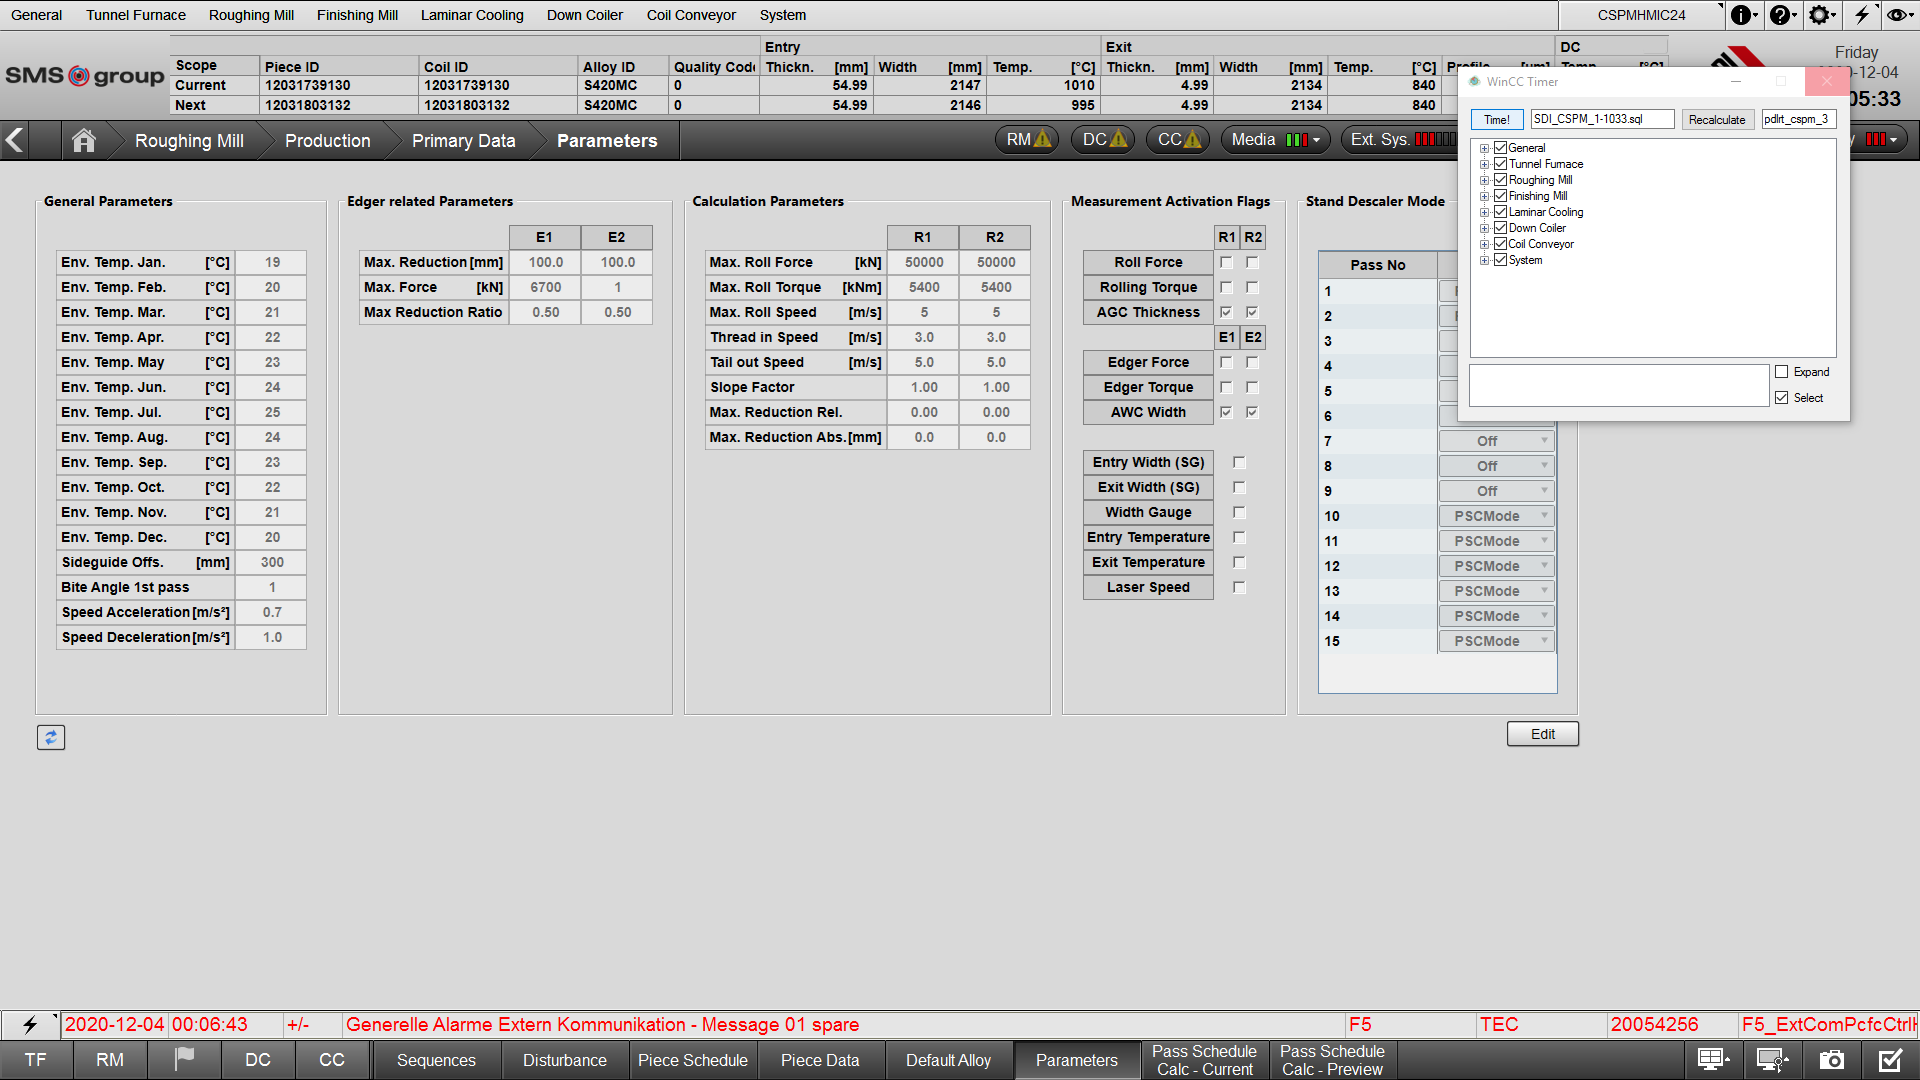 General Tunnel Furnace Roughing Mill Finishing Mill Laminar Cooling Down Coiler Coil Conveyor System CSPMHMIC24
Entry Exit DC
Scope Piece ID Coil ID Alloy ID Quality Code Thickn. [mm] Width [mm] Temp. [°C] Thickn. [mm] Width [mm] Temp. [°C]
Current 12031739130 12031739130 S420MC 0 54.99 2147 1010 4.99 2134 840
Next 12031803132 12031803132 S420MC 0 54.99 2146 995 4.99 2134 840
SMS group
Friday
-12-04
05:33
Roughing Mill Production Primary Data Parameters RM DC CC Media Ext. Sys.
WinCC Timer
Time! SDI_CSPM_1-1033.sql Recalculate pdlrt_cspm_3
General
Tunnel Furnace
Roughing Mill
Finishing Mill
Laminar Cooling
Down Coiler
Coil Conveyor
System
Expand
Select
General Parameters
Env. Temp. Jan. [°C] 19
Env. Temp. Feb. [°C] 20
Env. Temp. Mar. [°C] 21
Env. Temp. Apr. [°C] 22
Env. Temp. May [°C] 23
Env. Temp. Jun. [°C] 24
Env. Temp. Jul. [°C] 25
Env. Temp. Aug. [°C] 24
Env. Temp. Sep. [°C] 23
Env. Temp. Oct. [°C] 22
Env. Temp. Nov. [°C] 21
Env. Temp. Dec. [°C] 20
Sideguide Offs. [mm] 300
Bite Angle 1st pass 1
Speed Acceleration [m/s²] 0.7
Speed Deceleration [m/s²] 1.0
Edger related Parameters
E1 E2
Max. Reduction [mm] 100.0 100.0
Max. Force [kN] 6700 1
Max Reduction Ratio 0.50 0.50
Calculation Parameters
R1 R2
Max. Roll Force [kN] 50000 50000
Max. Roll Torque [kNm] 5400 5400
Max. Roll Speed [m/s] 5 5
Thread in Speed [m/s] 3.0 3.0
Tail out Speed [m/s] 5.0 5.0
Slope Factor 1.00 1.00
Max. Reduction Rel. 0.00 0.00
Max. Reduction Abs. [mm] 0.0 0.0
Measurement Activation Flags
R1 R2
Roll Force
Rolling Torque
AGC Thickness
E1 E2
Edger Force
Edger Torque
AWC Width
Entry Width (SG)
Exit Width (SG)
Width Gauge
Entry Temperature
Exit Temperature
Laser Speed
Stand Descaler Mode
Pass No
1
2
3
4
5
6
7 Off
8 Off
9 Off
10 PSCMode
11 PSCMode
12 PSCMode
13 PSCMode
14 PSCMode
15 PSCMode
Edit
2020-12-04 00:06:43 +/- Generelle Alarme Extern Kommunikation - Message 01 spare F5 TEC 20054256 F5_ExtComPcfcCtrl
TF RM DC CC Sequences Disturbance Piece Schedule Piece Data Default Alloy Parameters Pass Schedule Calc - Current Pass Schedule Calc - Preview